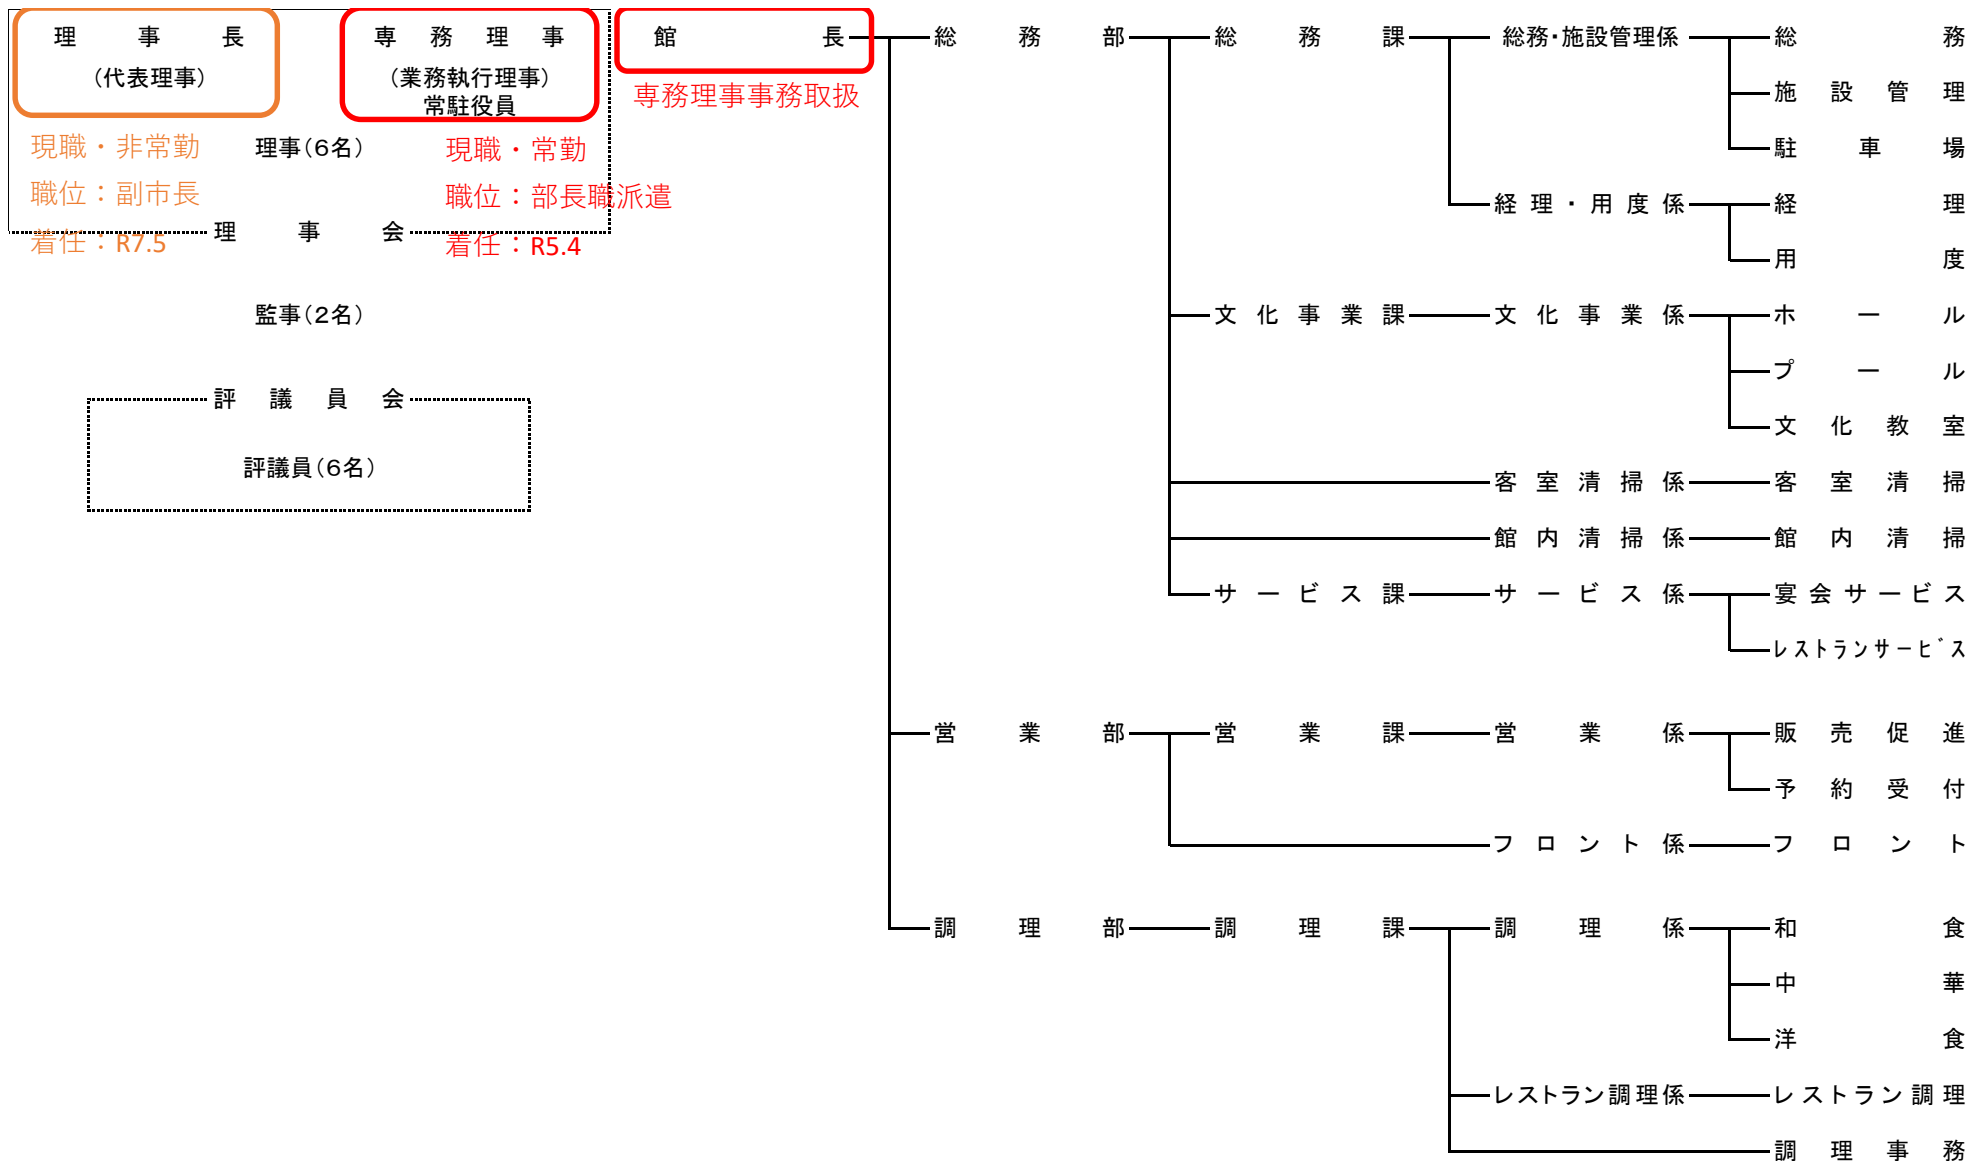 理事長 専務理事 館長 総務部 総務課 総務・施設管理係 総務
(代表理事) (業務執行理事)
常駐役員
専務理事事務取扱
施設管理
現職・非常勤 理事(6名) 現職・常勤
駐車場
職位:副市長 職位:部長職派遣
経理・用度係 経理
理事会
着任:R7.5 着任:R5.4
用度
監事(2名) 文化事業課 文化事業係 ホール
プール
評議員会
文化教室
評議員(6名)
客室清掃係 客室清掃
館内清掃係 館内清掃
サービス課 サービス係 宴会サービス
レストランサービス
営業部 営業課 営業係 販売促進
予約受付
フロント係 フロント
調理部 調理課 調理係 和食
中華
洋食
レストラン調理係 レストラン調理
調理事務